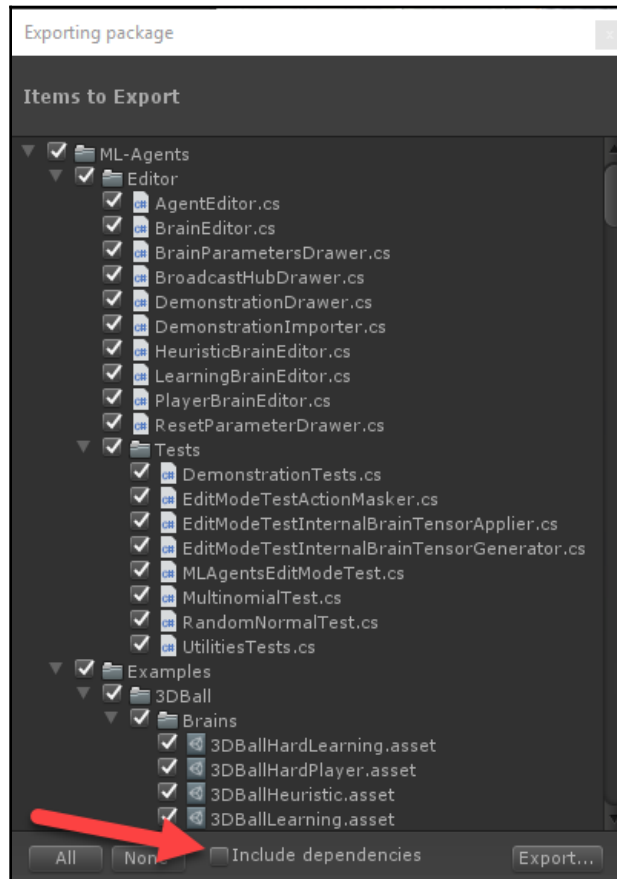 Exporting package
Items to Export
ML-Agents
Editor
AgentEditor.cs
BrainEditor.cs
BrainParametersDrawer.cs
BroadcastHubDrawer.cs
DemonstrationDrawer.cs
DemonstrationImporter.cs
HeuristicBrainEditor.cs
LearningBrainEditor.cs
PlayerBrainEditor.cs
ResetParameterDrawer.cs
Tests
DemonstrationTests.cs
EditModeTestActionMasker.cs
EditModeTestInternalBrainTensorApplier.cs
EditModeTestInternalBrainTensorGenerator.cs
MLAgentsEditModeTest.cs
MultinomialTest.cs
RandomNormalTest.cs
UtilitiesTests.cs
Examples
3DBall
Brains
3DBallHardLearning.asset
3DBallHardPlayer.asset
3DBallHeuristic.asset
3DBallLearning.asset
All None Include dependencies Export...